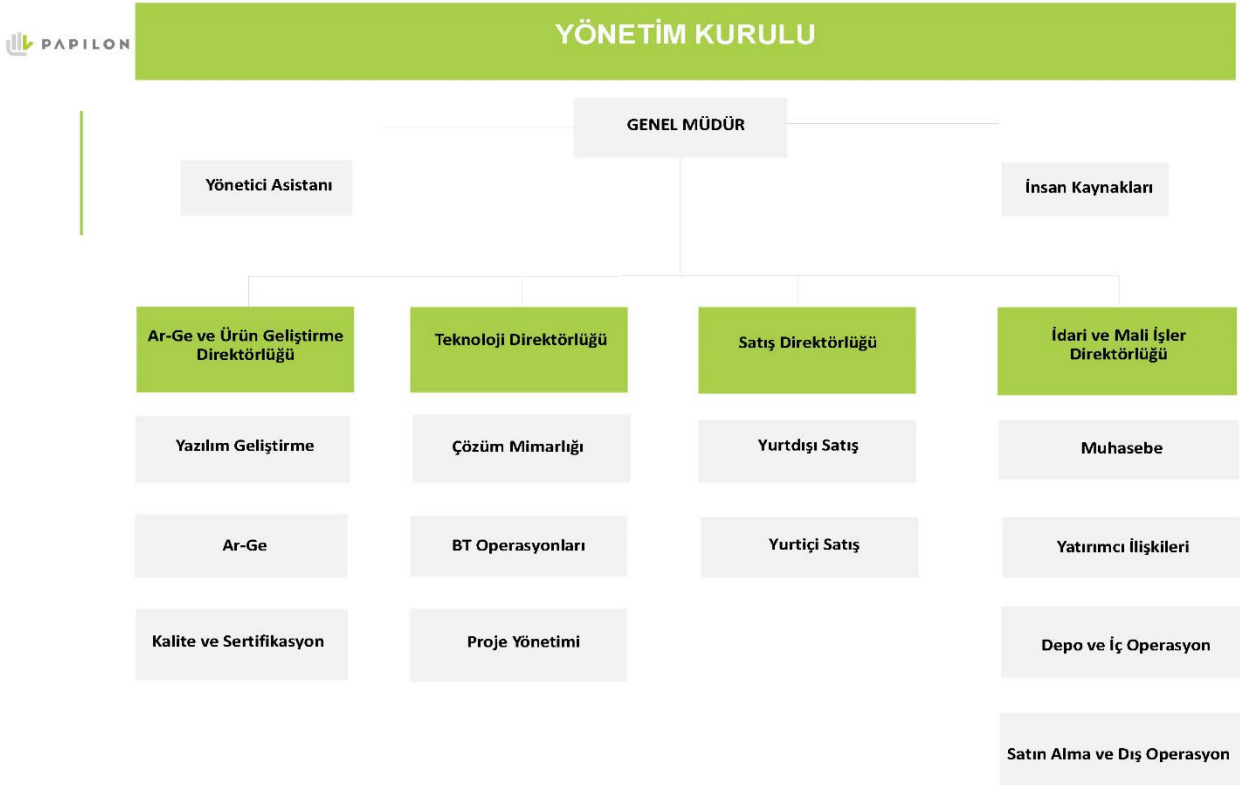 PAPILON
YÖNETİM KURULU
GENEL MÜDÜR
Yönetici Asistanı
İnsan Kaynakları
Ar-Ge ve Ürün Geliştirme
Direktörlüğü
Teknoloji Direktörlüğü
Satış Direktörlüğü
İdari ve Mali İşler
Direktörlüğü
Yazılım Geliştirme
Çözüm Mimarlığı
Yurtdışı Satış
Muhasebe
Ar-Ge
BT Operasyonları
Yurtiçi Satış
Yatırımcı İlişkileri
Kalite ve Sertifikasyon
Proje Yönetimi
Depo ve İç Operasyon
Satın Alma ve Dış Operasyon